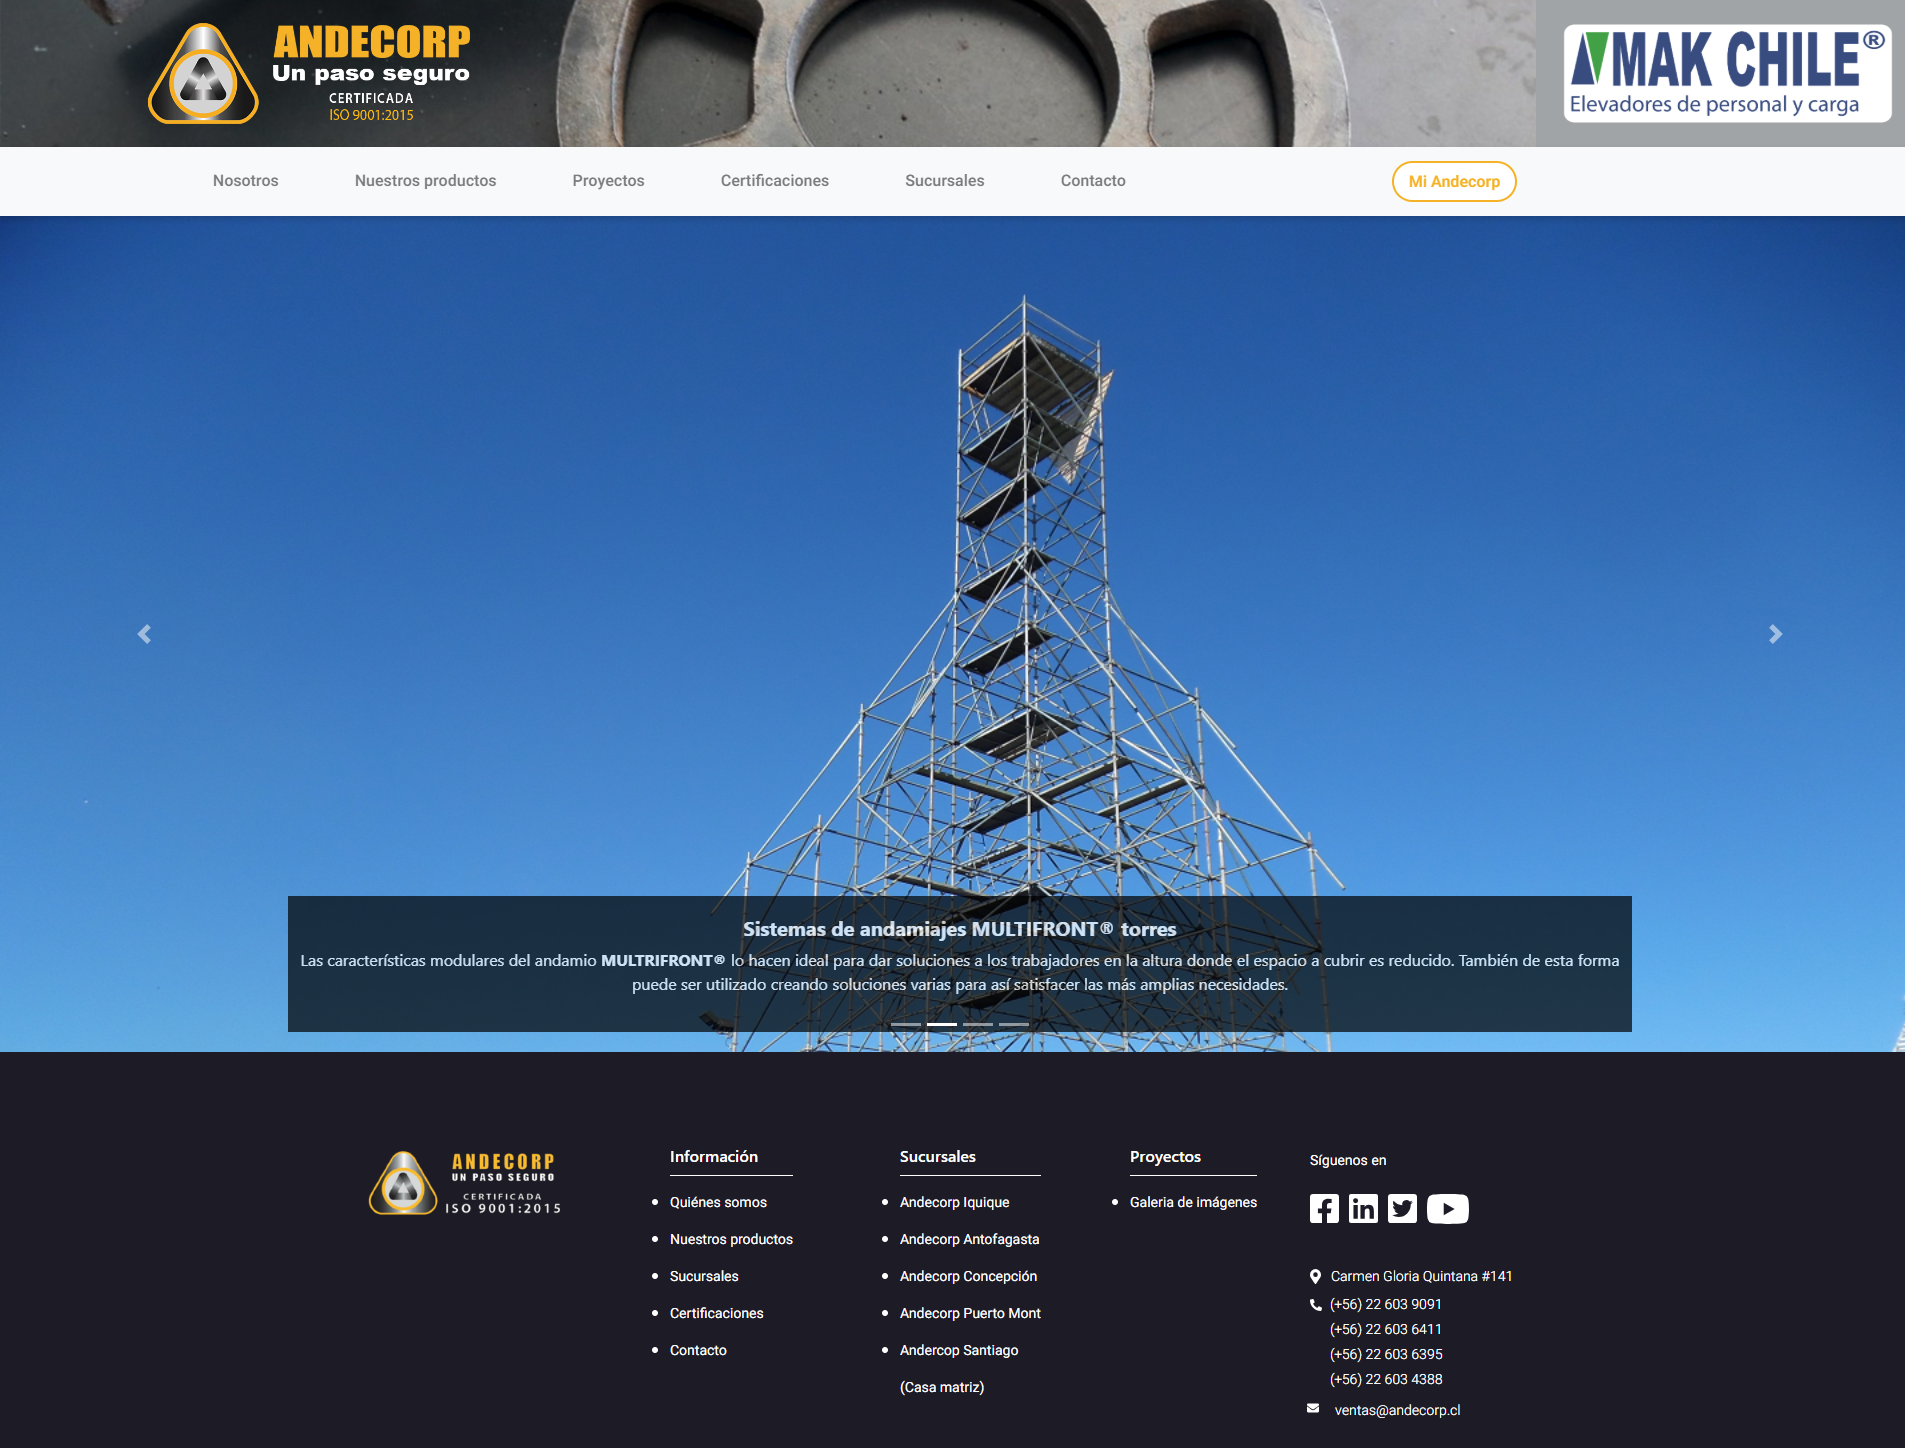 ANDECORP
Un paso seguro
CERTIFICADA
ISO 9001:2015
MAK CHILE®
Elevadores de personal y carga
Nosotros
Nuestros productos
Proyectos
Certificaciones
Sucursales
Contacto
Mi Andecorp
Sistemas de andamiajes MULTIFRONT® torres
Las características modulares del andamio MULTRIFRONT® lo hacen ideal para dar soluciones a los trabajadores en la altura donde el espacio a cubrir es reducido. También de esta forma
puede ser utilizado creando soluciones varias para así satisfacer las más amplias necesidades.
ANDECORP
UN PASO SEGURO
CERTIFICADA
ISO 9001:2015
Información
Quiénes somos
Nuestros productos
Sucursales
Certificaciones
Contacto
Sucursales
Andecorp Iquique
Andecorp Antofagasta
Andecorp Concepción
Andecorp Puerto Mont
Andercop Santiago
(Casa matriz)
Proyectos
Galeria de imágenes
Síguenos en
Carmen Gloria Quintana #141
(+56) 22 603 9091
(+56) 22 603 6411
(+56) 22 603 6395
(+56) 22 603 4388
ventas@andecorp.cl